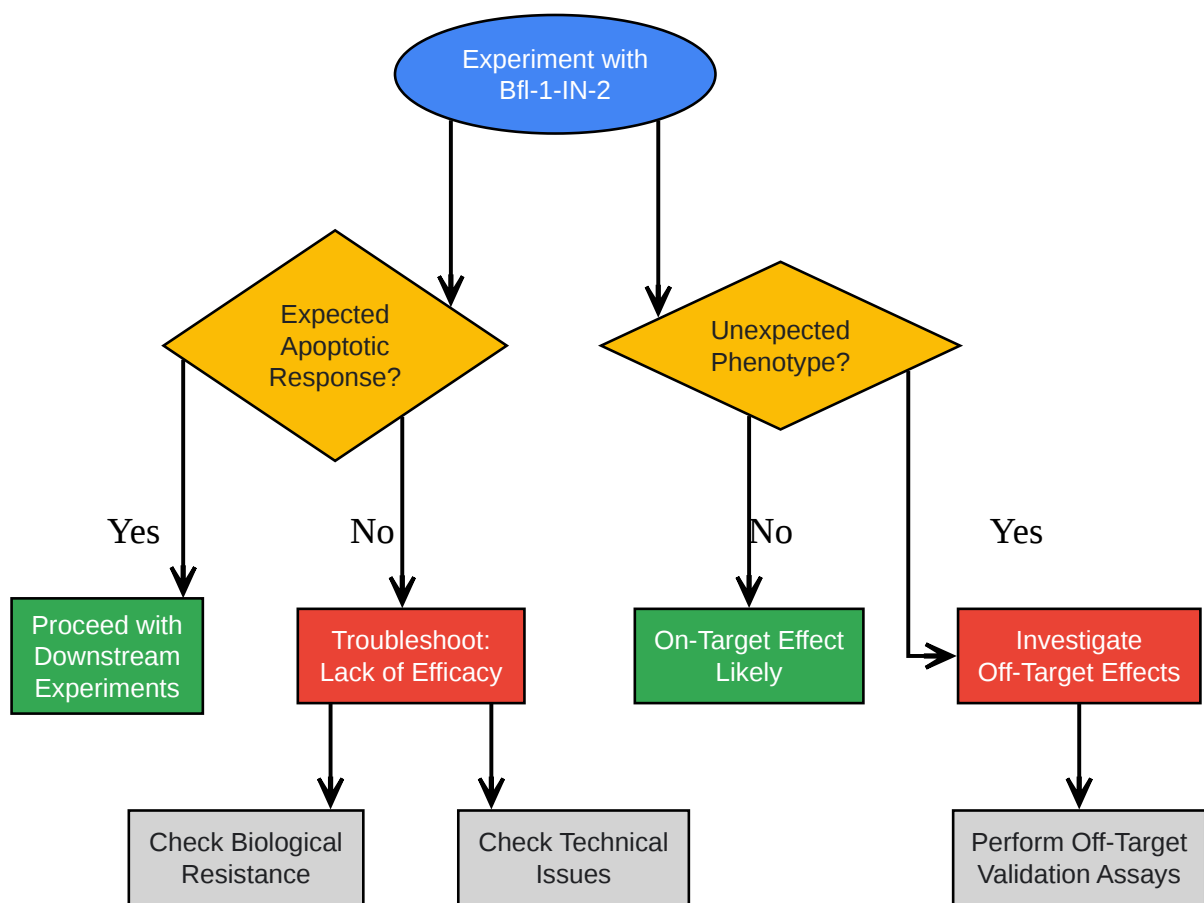 Experiment with
Bfl-1-IN-2
Expected
Apoptotic
Response?
Unexpected
Phenotype?
Yes
No
No
Yes
Proceed with
Downstream
Experiments
Troubleshoot:
Lack of Efficacy
On-Target Effect
Likely
Investigate
Off-Target Effects
Check Biological
Resistance
Check Technical
Issues
Perform Off-Target
Validation Assays